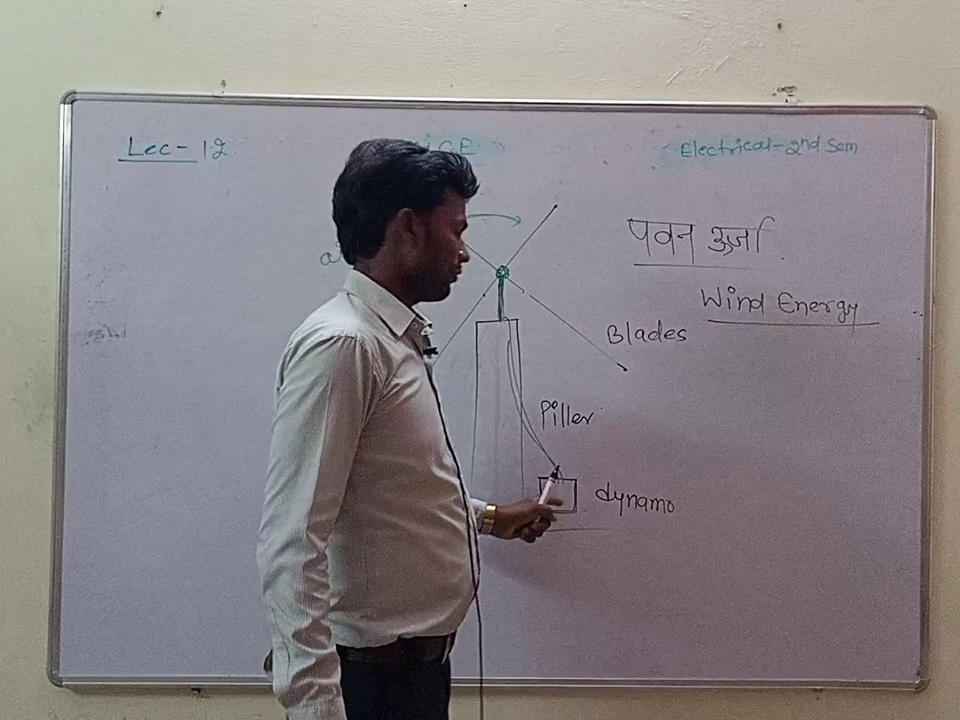 Lec- 12
Electrical-2nd Sem
पवन ऊर्जा
Wind Energy
Blades
Piller
dynamo